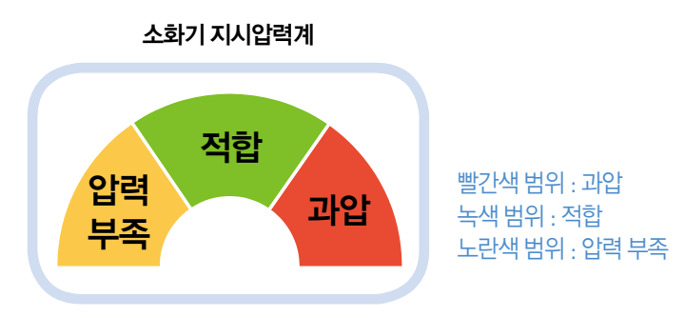 소화기 지시압력계
적합
압력
부족
과압
빨간색 범위 : 과압
녹색 범위 : 적합
노란색 범위 : 압력 부족